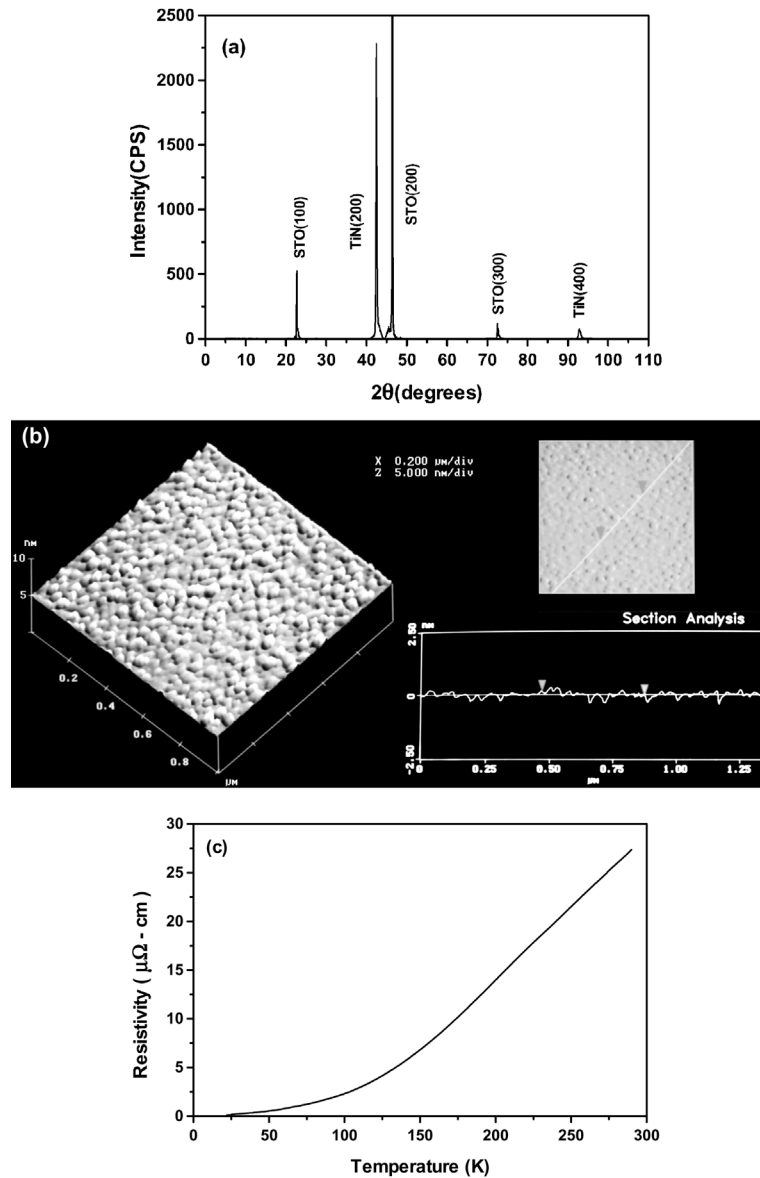 (a)
2500
2000
1500
1000
500
0
Intensity(CPS)
STO(100)
TiN(200)
STO(200)
STO(300)
TiN(400)
0 10 20 30 40 50 60 70 80 90 100 110
2θ(degrees)
(b)
X 0.200 µm/div
Z 5.000 nm/div
nm
10
5
0.2
0.4
0.6
0.8
µm
Section Analysis
nm
2.50
0
-2.50
0 0.25 0.50 0.75 1.00 1.25
µm
(c)
30
25
20
15
10
5
0
Resistivity ( µΩ - cm)
0 50 100 150 200 250 300
Temperature (K)